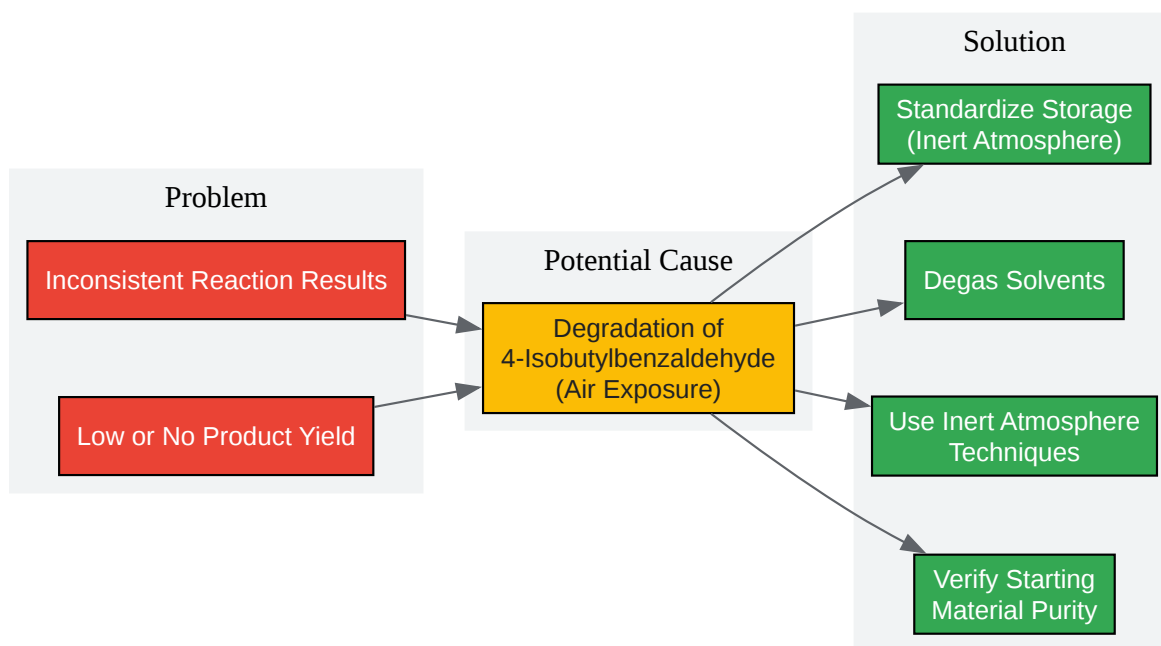 Problem
Inconsistent Reaction Results
Low or No Product Yield
Potential Cause
Degradation of
4-Isobutylbenzaldehyde
(Air Exposure)
Solution
Standardize Storage
(Inert Atmosphere)
Degas Solvents
Use Inert Atmosphere
Techniques
Verify Starting
Material Purity